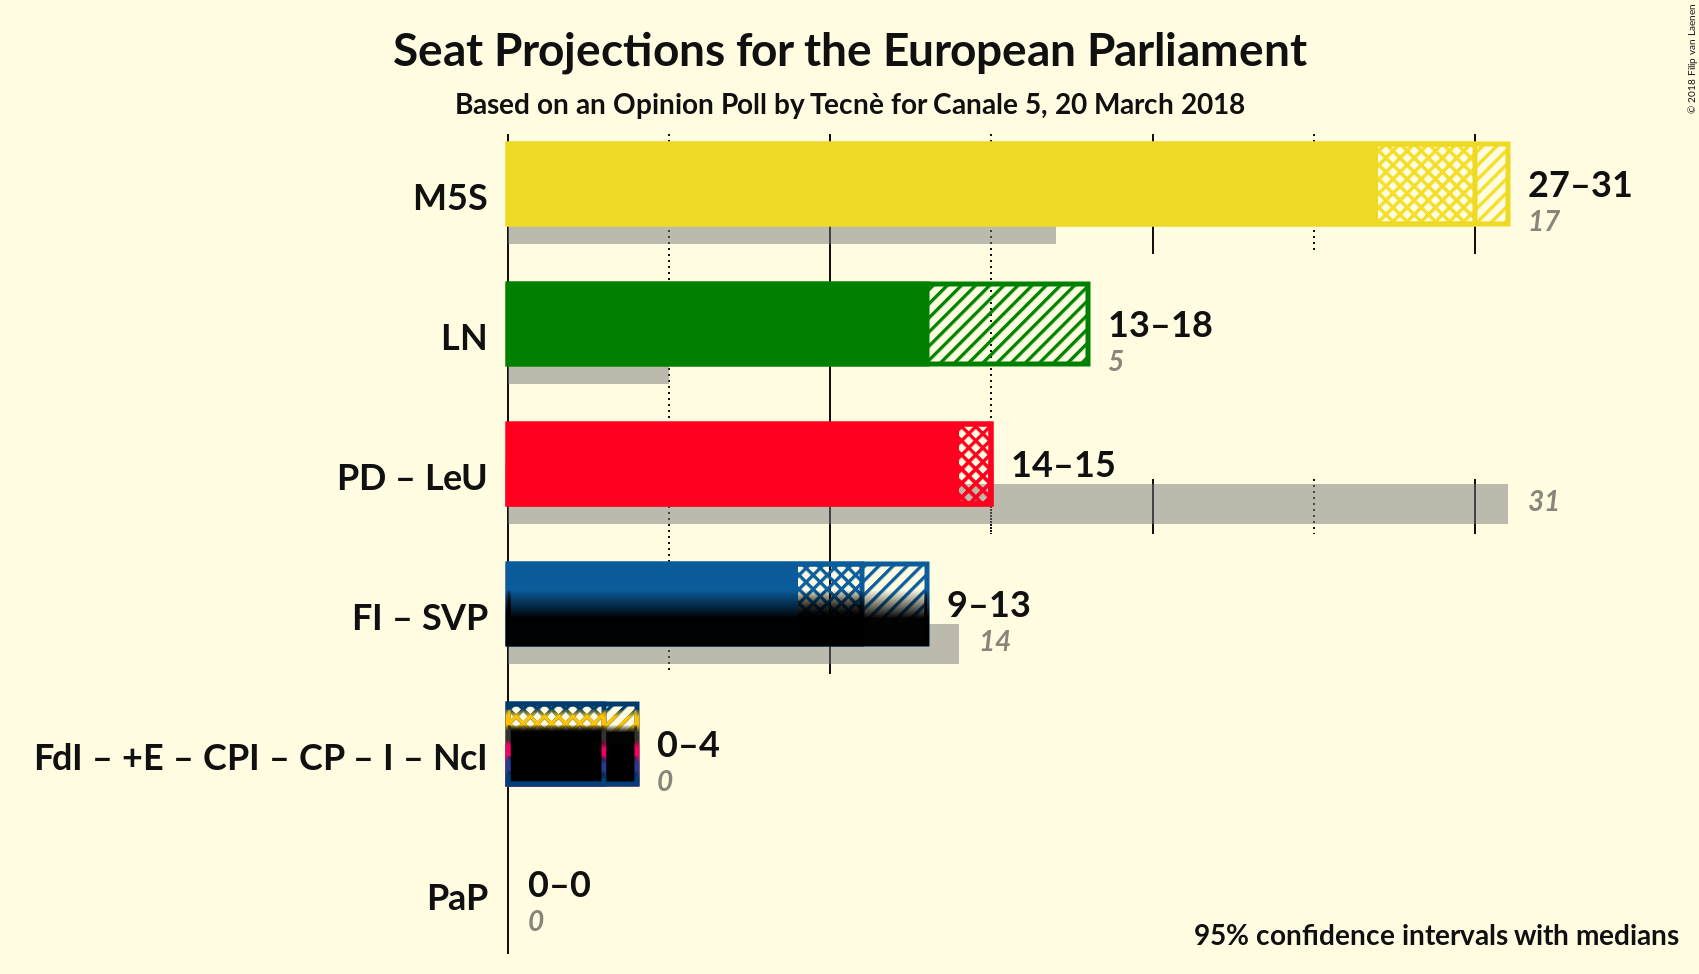 Seat Projections for the European Parliament
Based on an Opinion Poll by Tecnè for Canale 5, 20 March 2018
© 2018 Filip van Laenen
M5S
27–31
17
LN
13–18
5
PD – LeU
14–15
31
FI – SVP
9–13
14
FdI – +E – CPI – CP – I – NcI
0–4
0
PaP
0–0
0
95% confidence intervals with medians